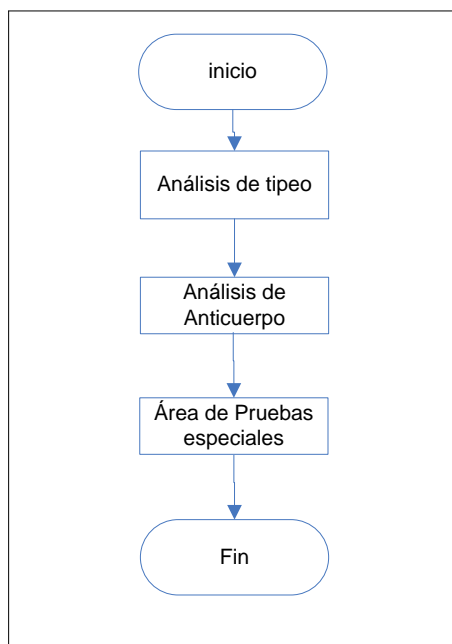 inicio
Análisis de tipeo
Análisis de
Anticuerpo
Área de Pruebas
especiales
Fin